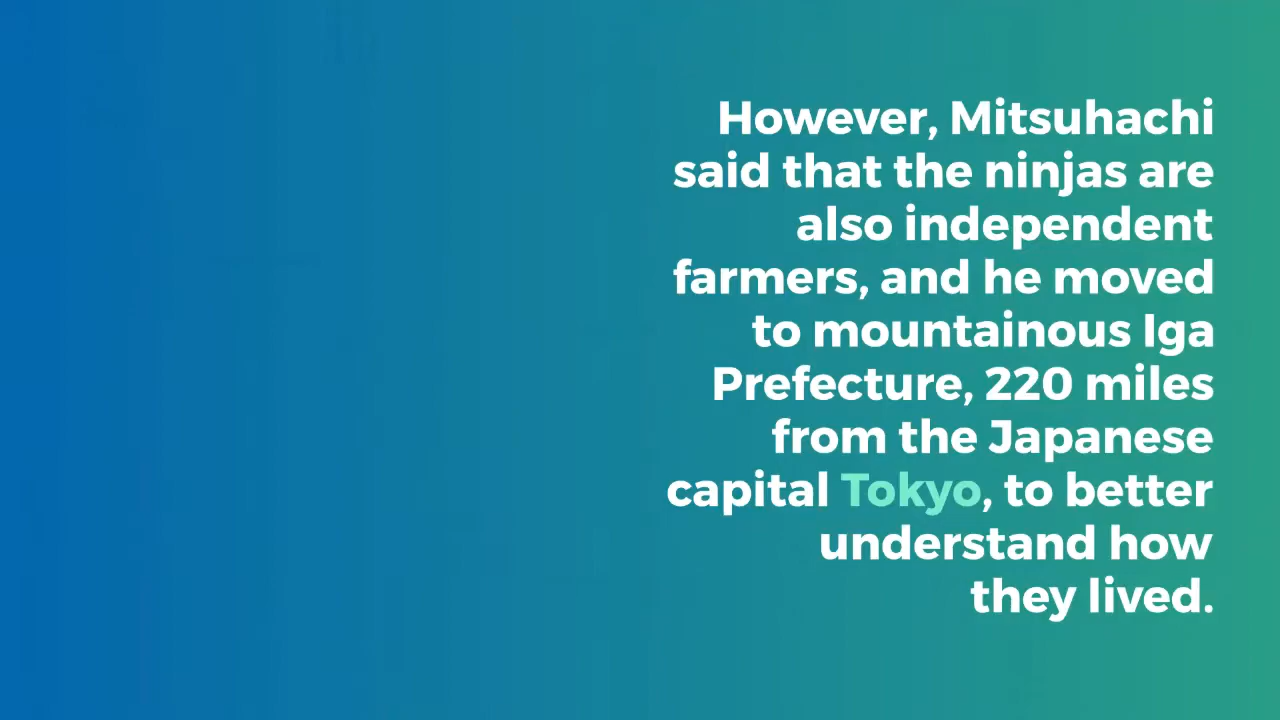 However, Mitsuhachi
said that the ninjas are
also independent
farmers, and he moved
to mountainous Iga
Prefecture, 220 miles
from the Japanese
capital Tokyo, to better
understand how
they lived.